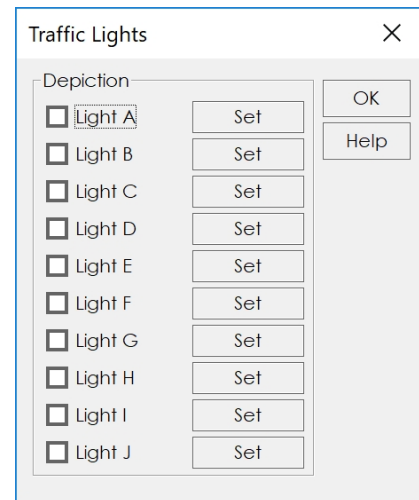 Traffic Lights
Depiction
Light A Set
Light B Set
Light C Set
Light D Set
Light E Set
Light F Set
Light G Set
Light H Set
Light I Set
Light J Set
OK
Help